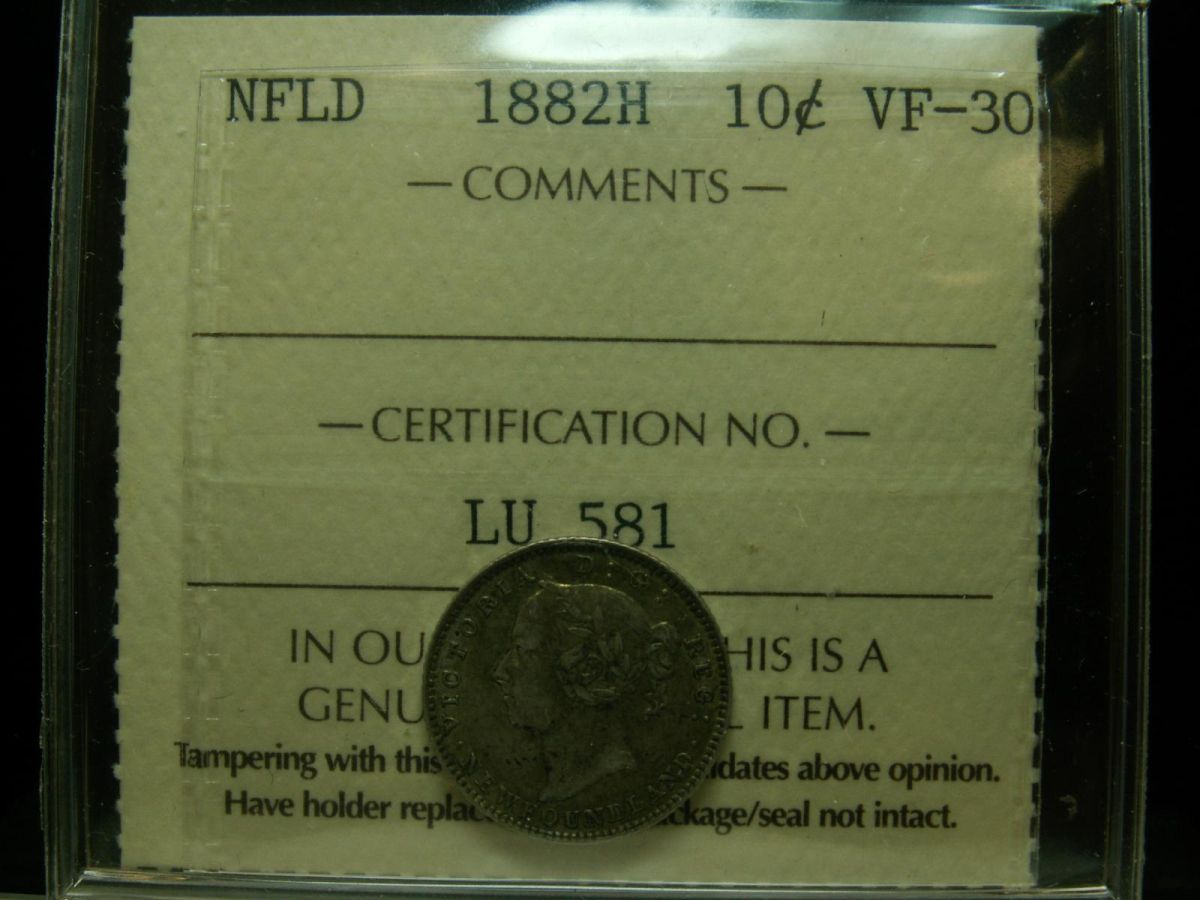 NFLD 1882H 10¢ VF-30
—COMMENTS—
—CERTIFICATION NO.—
LU 581
IN OU HIS IS A
GENU L ITEM.
Tampering with this idates above opinion.
Have holder replac ckage/seal not intact.
VICTORIA D: G: REG:
NEWFOUNDLAND